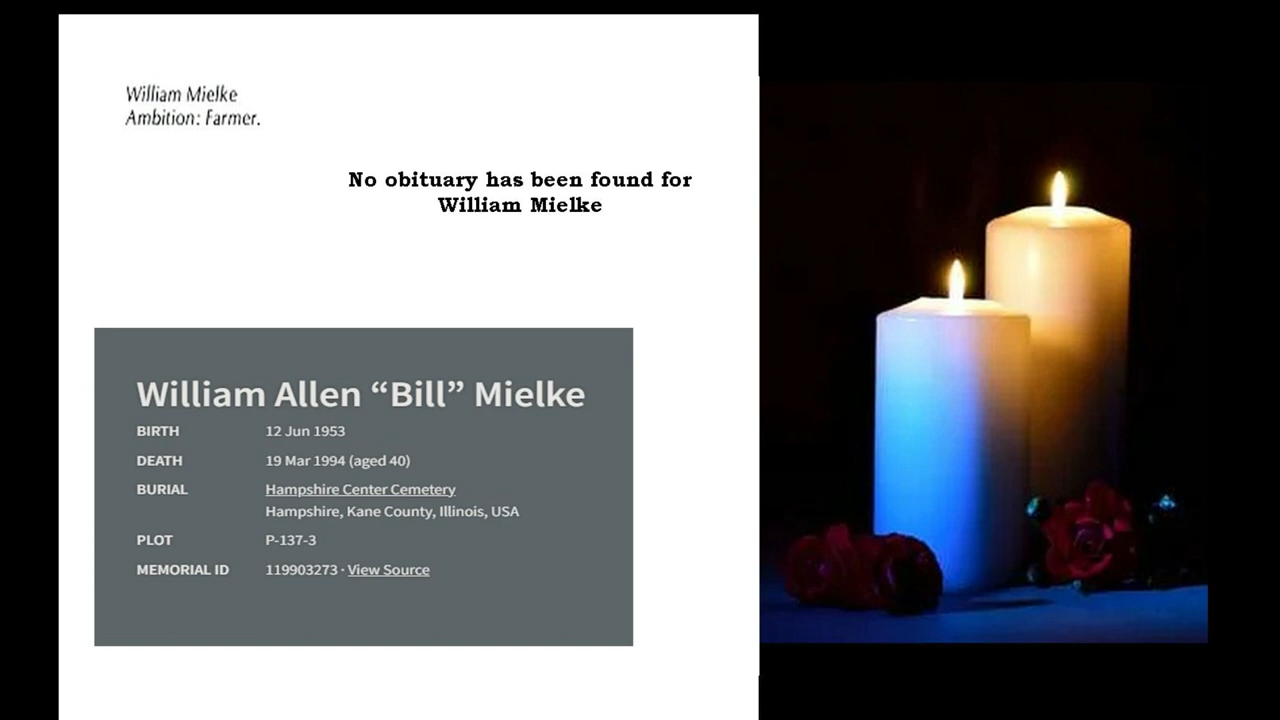 William Mielke
Ambition: Farmer.
No obituary has been found for
William Mielke
William Allen “Bill” Mielke
BIRTH 12 Jun 1953
DEATH 19 Mar 1994 (aged 40)
BURIAL Hampshire Center Cemetery
Hampshire, Kane County, Illinois, USA
PLOT P-137-3
MEMORIAL ID 119903273 · View Source